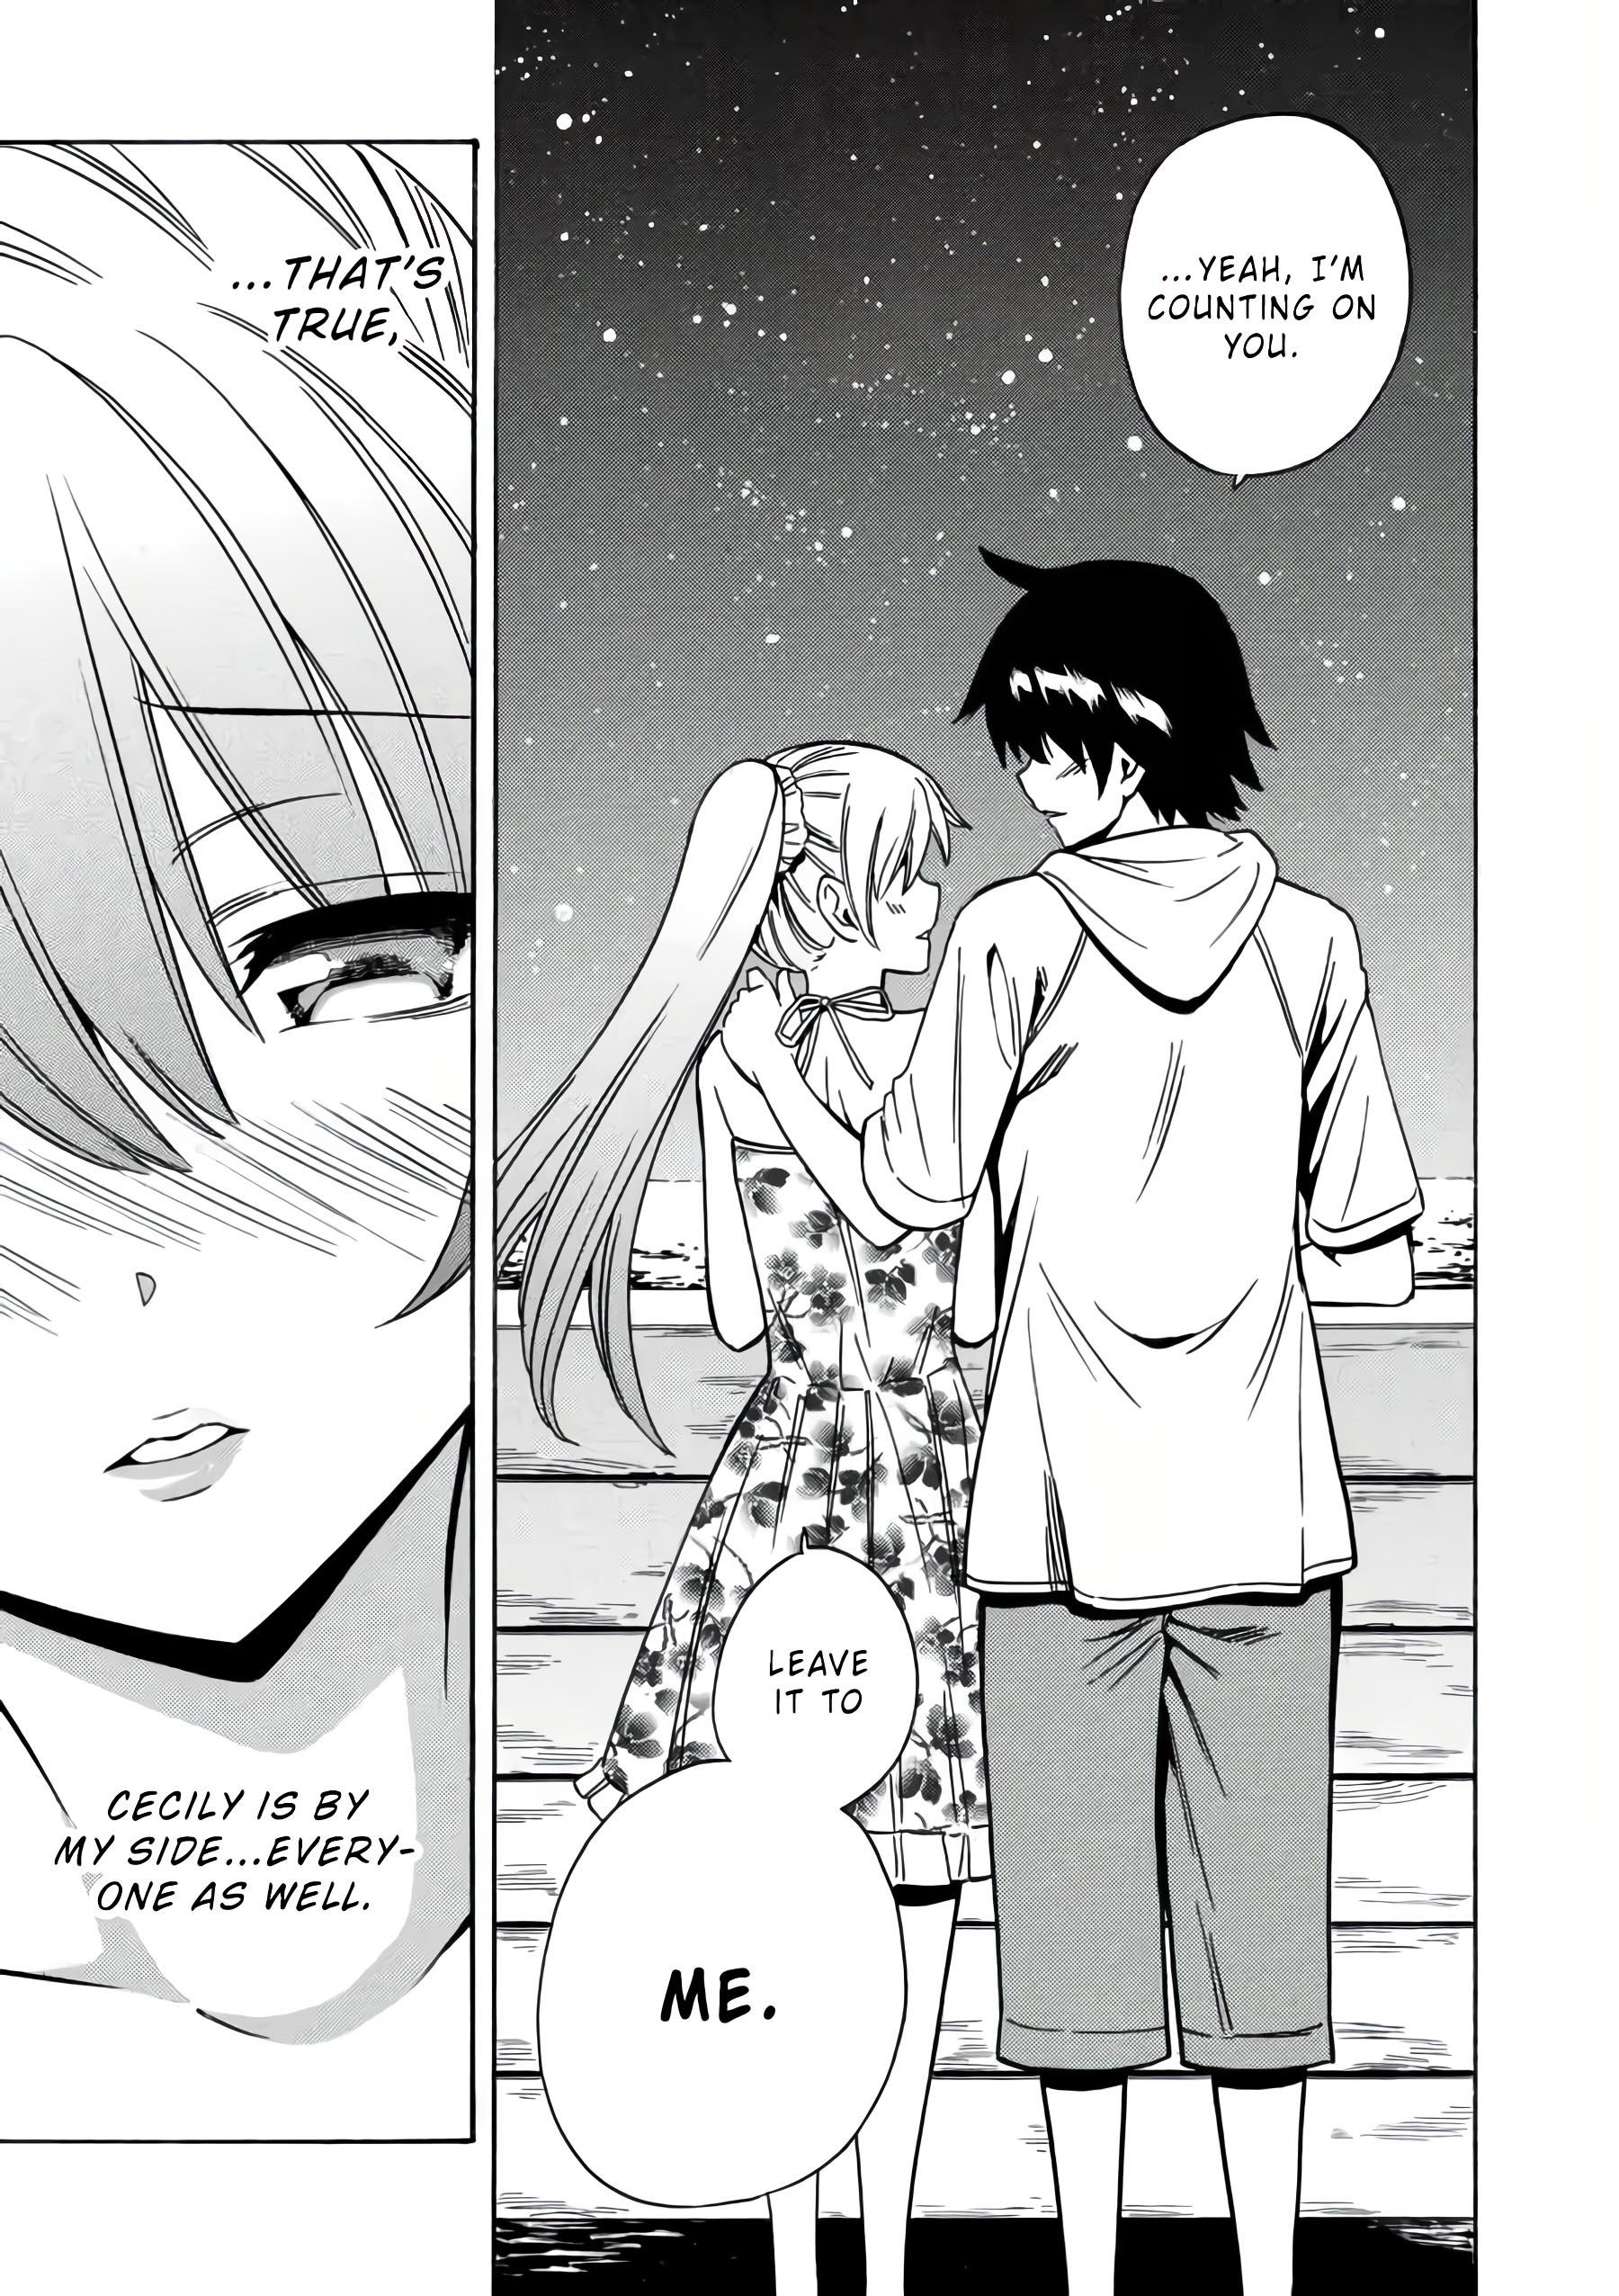 ...YEAH, I'M
COUNTING ON
YOU.
LEAVE
IT TO
ME.
...THAT'S
TRUE,
CECILY IS BY
MY SIDE...EVERY-
ONE AS WELL.